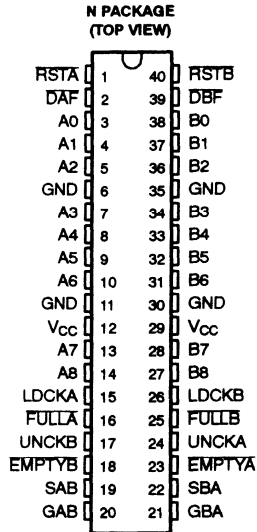 N PACKAGE
(TOP VIEW)
RSTA 1 40 RSTB
DAF 2 39 DBF
A0 3 38 B0
A1 4 37 B1
A2 5 36 B2
GND 6 35 GND
A3 7 34 B3
A4 8 33 B4
A5 9 32 B5
A6 10 31 B6
GND 11 30 GND
VCC 12 29 VCC
A7 13 28 B7
A8 14 27 B8
LDCKA 15 26 LDCKB
FULLA 16 25 FULLB
UNCKB 17 24 UNCKA
EMPTYB 18 23 EMPTYA
SAB 19 22 SBA
GAB 20 21 GBA